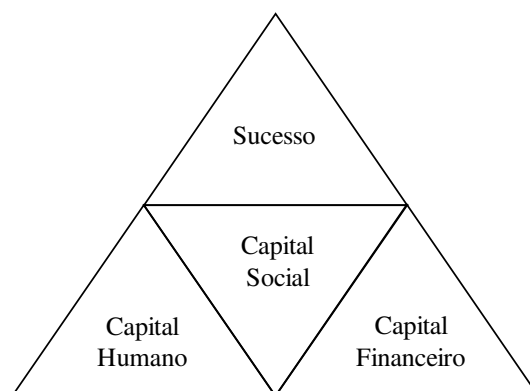 Sucesso
Capital
Social
Capital
Humano
Capital
Financeiro